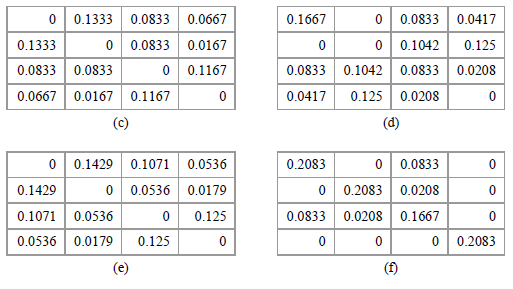 0 0.1333 0.0833 0.0667
0.1333 0 0.0833 0.0167
0.0833 0.0833 0 0.1167
0.0667 0.0167 0.1167 0
(c)
0.1667 0 0.0833 0.0417
0 0 0.1042 0.125
0.0833 0.1042 0.0833 0.0208
0.0417 0.125 0.0208 0
(d)
0 0.1429 0.1071 0.0536
0.1429 0 0.0536 0.0179
0.1071 0.0536 0 0.125
0.0536 0.0179 0.125 0
(e)
0.2083 0 0.0833 0
0 0.2083 0.0208 0
0.0833 0.0208 0.1667 0
0 0 0 0.2083
(f)